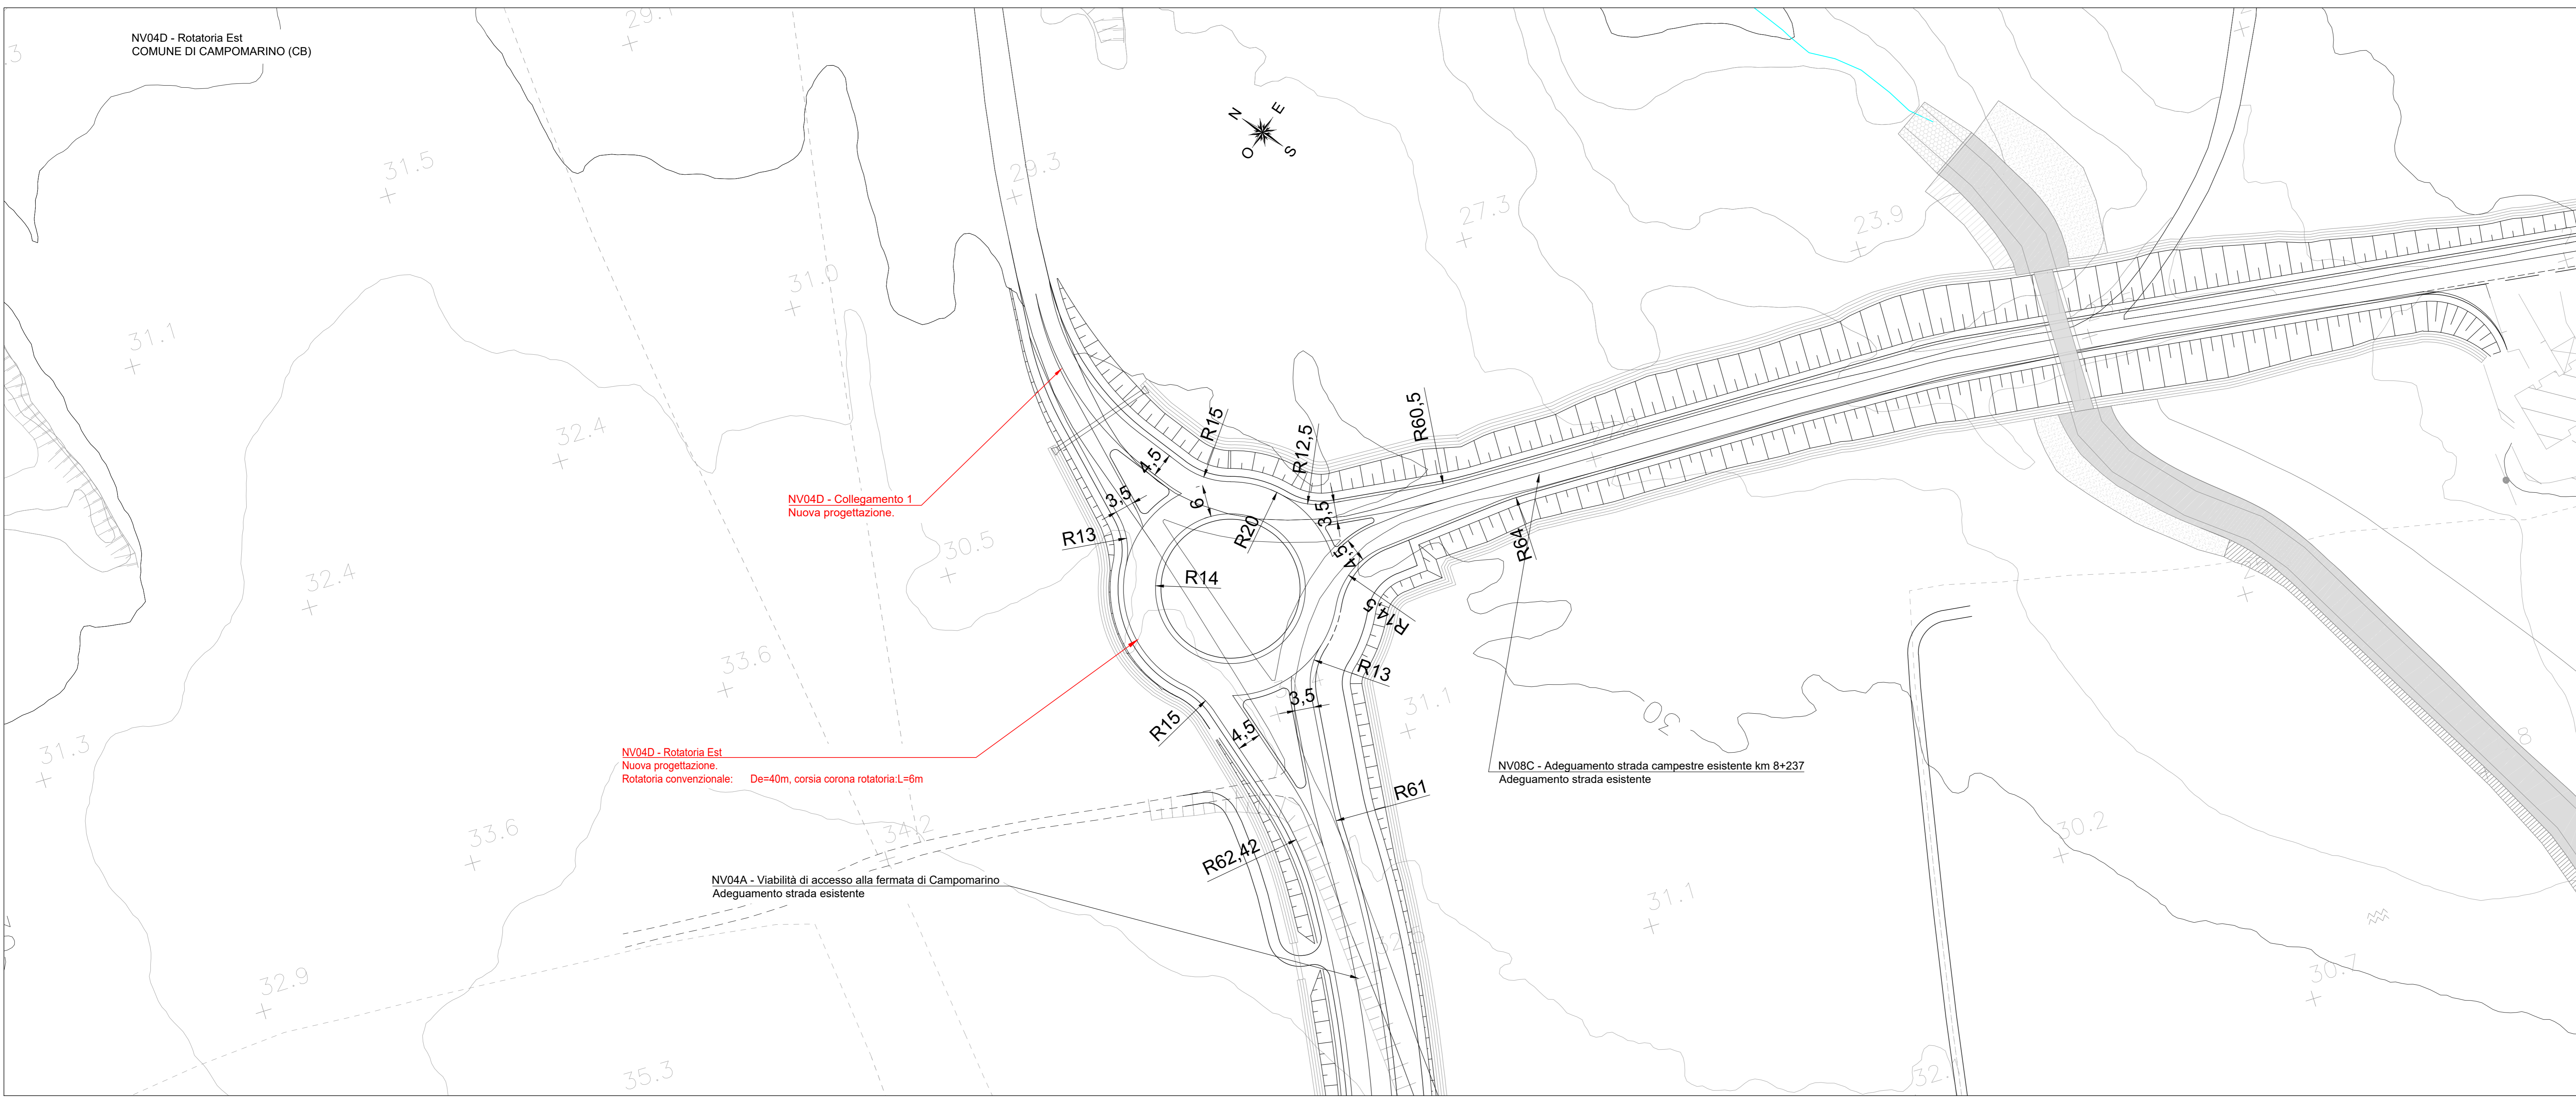 NV04D - Rotatoria Est
COMUNE DI CAMPOMARINO (CB)
29.1
31.5
29.3
N
E
O
S
27.3
23.9
31.0
31.1
32.4
R15
R12,5
R60,5
4,5
3,5
6
R20
3,5
4,5
R64
NV04D - Collegamento 1
Nuova progettazione.
R13
30.5
R14
R14,5
32.4
33.6
R13
3,5
31.1
30
R15
4,5
31.3
NV04D - Rotatoria Est
Nuova progettazione.
Rotatoria convenzionale: De=40m, corsia corona rotatoria:L=6m
NV08C - Adeguamento strada campestre esistente km 8+237
Adeguamento strada esistente
R61
33.6
34.2
30.2
R62,42
NV04A - Viabilità di accesso alla fermata di Campomarino
Adeguamento strada esistente
31.1
8
32.9
30.7
35.3